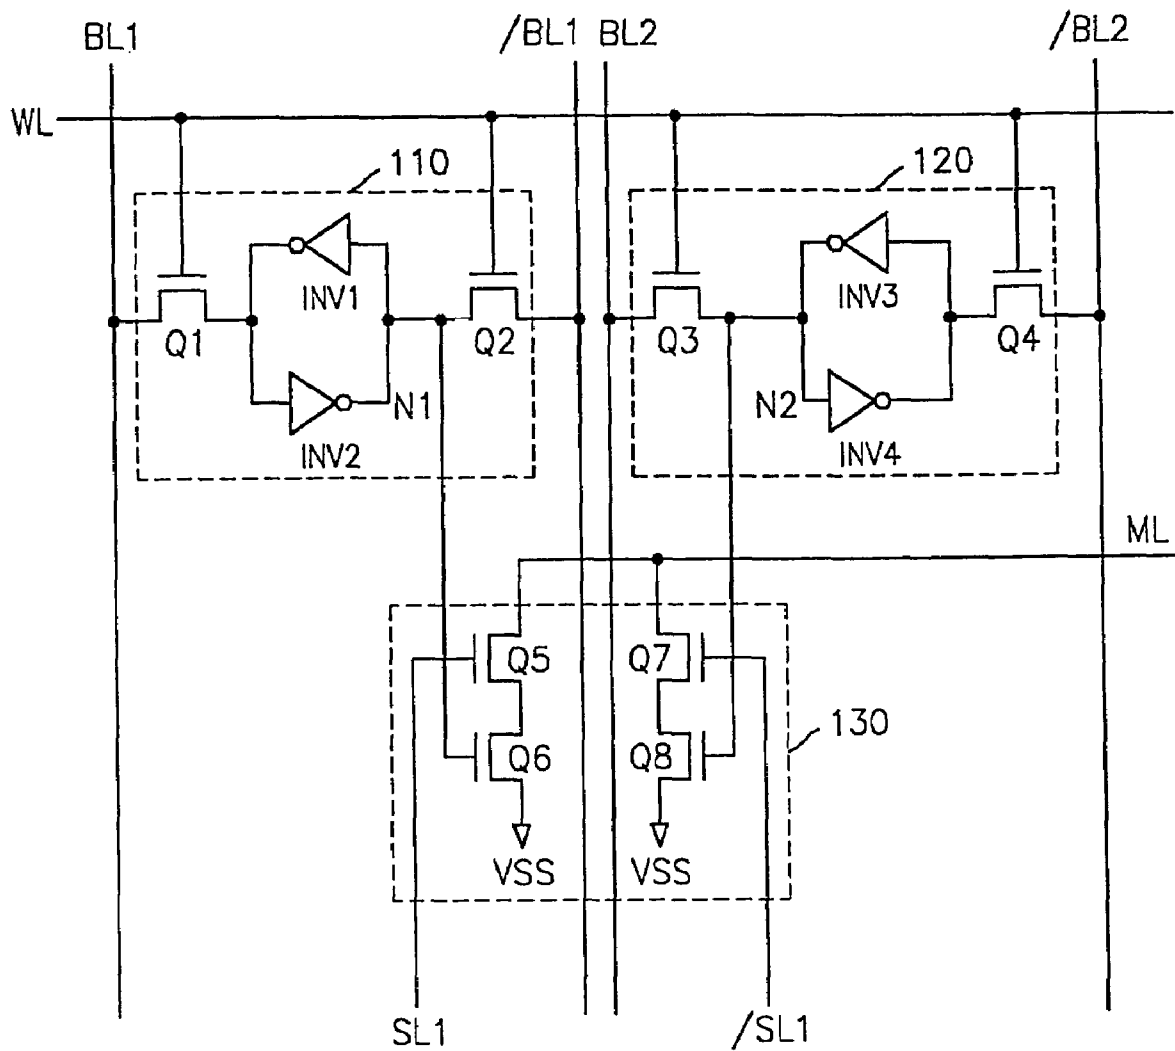 BL1
/BL1
BL2
/BL2
WL
110
120
INV1
INV3
Q1
Q2
Q3
Q4
N1
N2
INV2
INV4
ML
Q5
Q7
130
Q6
Q8
VSS
VSS
SL1
/SL1